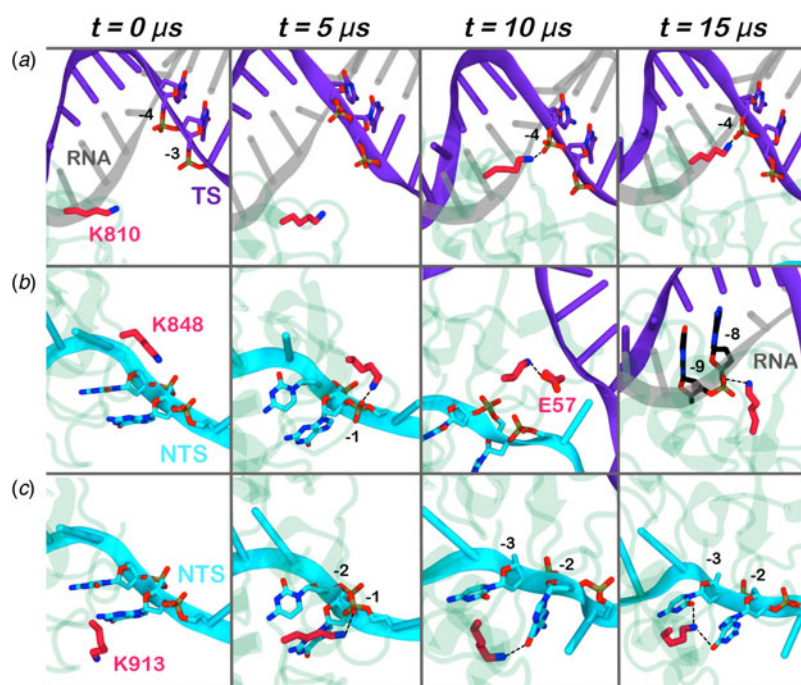 t = 0 μs t = 5 μs t = 10 μs t = 15 μs
(a)
-4
-3
RNA
TS
K810
-4
-4
(b)
K848
NTS
-1
E57
-8
-9
RNA
(c)
NTS
K913
-2
-1
-3
-2
-3
-2